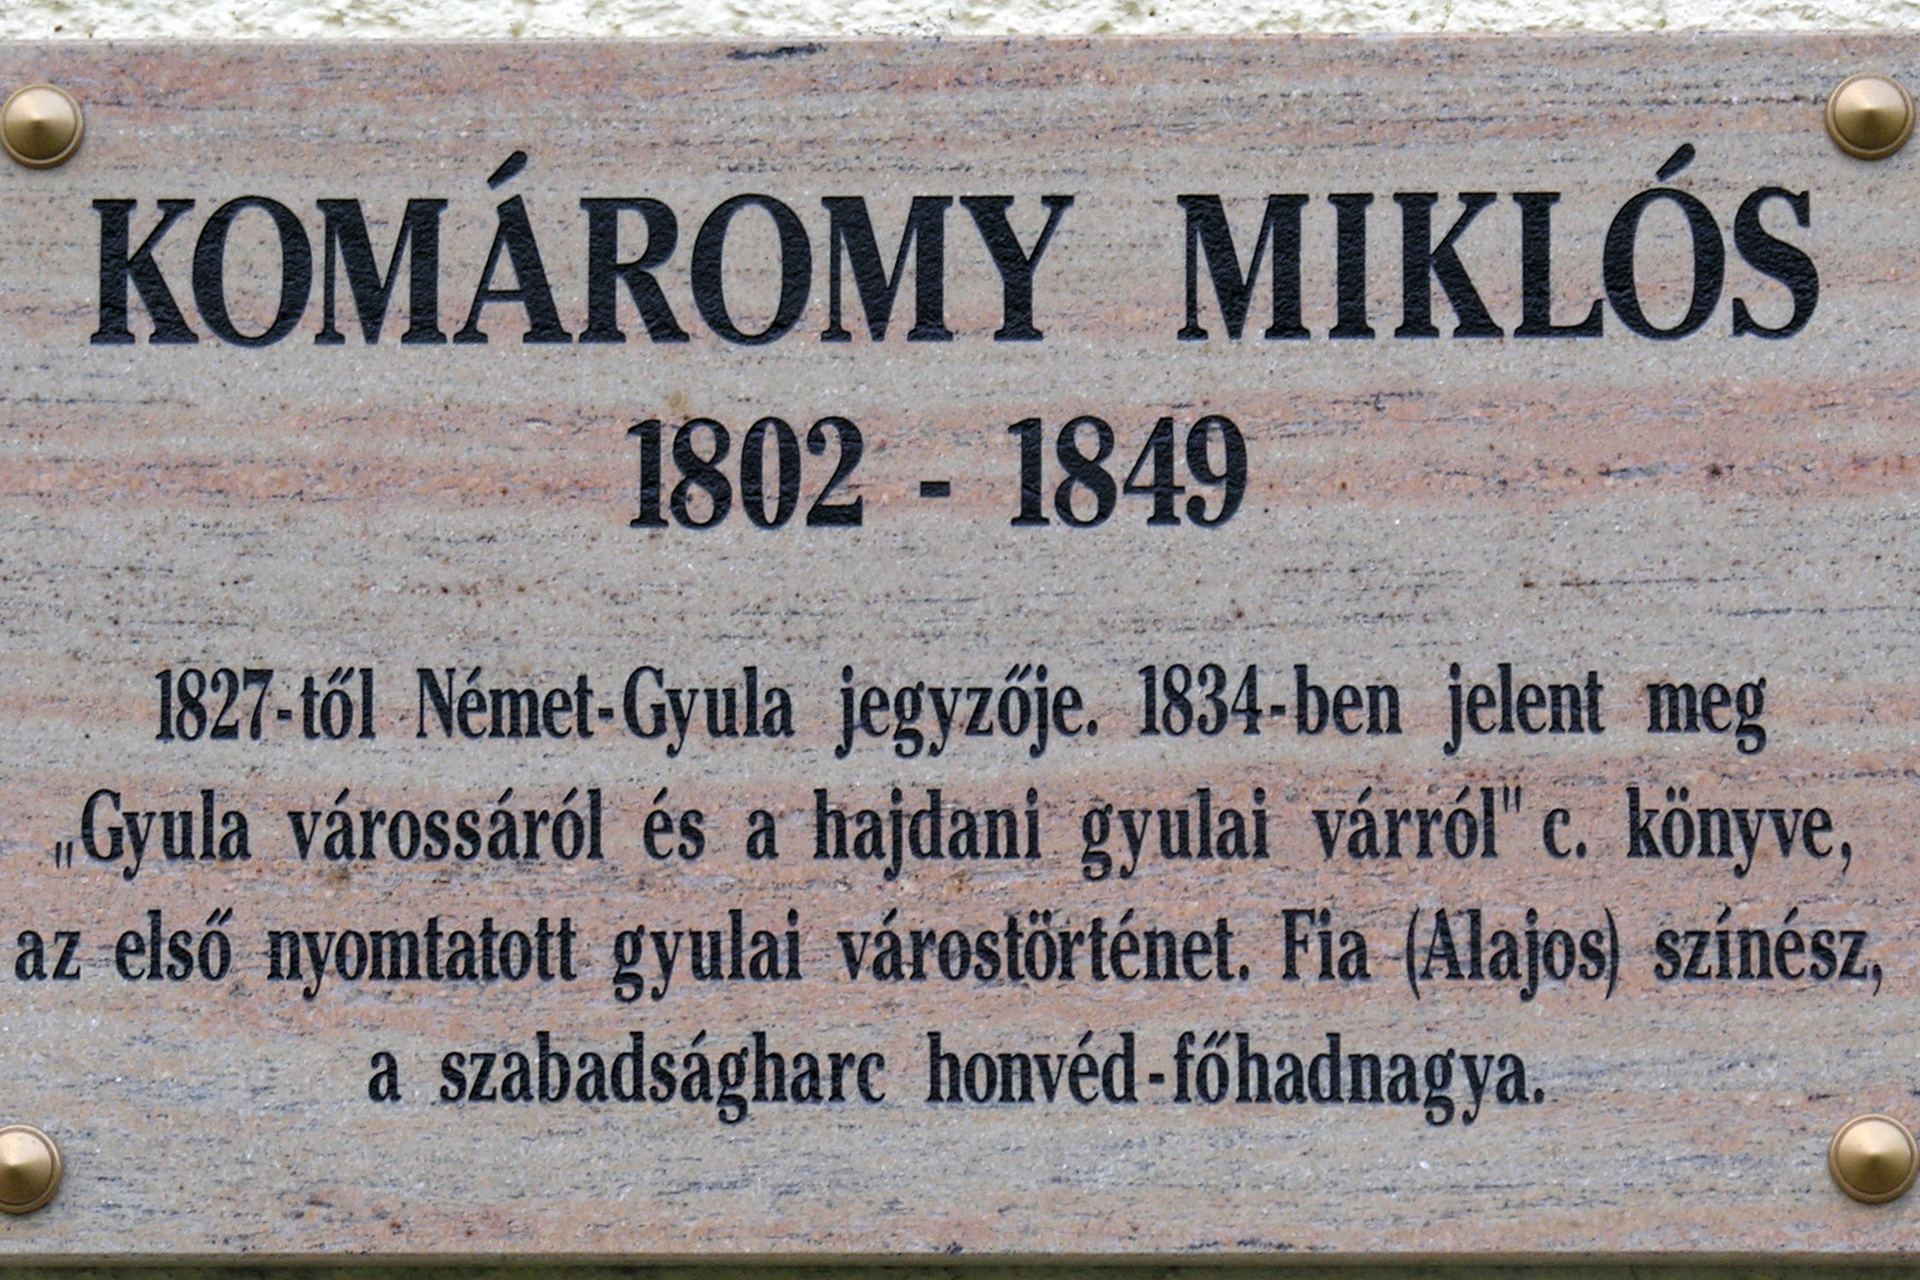 KOMÁROMY MIKLÓS
1802 - 1849
1827-től Német-Gyula jegyzője. 1834-ben jelent meg
„Gyula várossáról és a hajdani gyulai várról" c. könyve,
az első nyomtatott gyulai várostörténet. Fia (Alajos) színész,
a szabadságharc honvéd-főhadnagya.